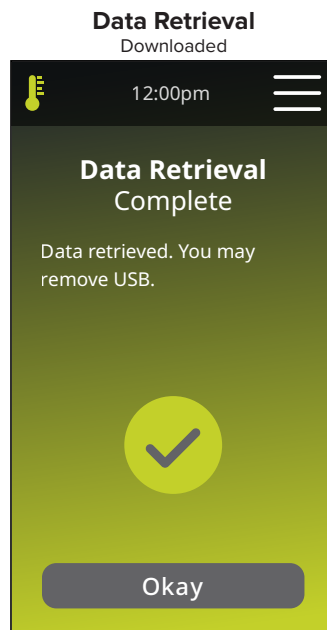 Data Retrieval
Downloaded
12:00pm
Data Retrieval
Complete
Data retrieved. You may
remove USB.
Okay